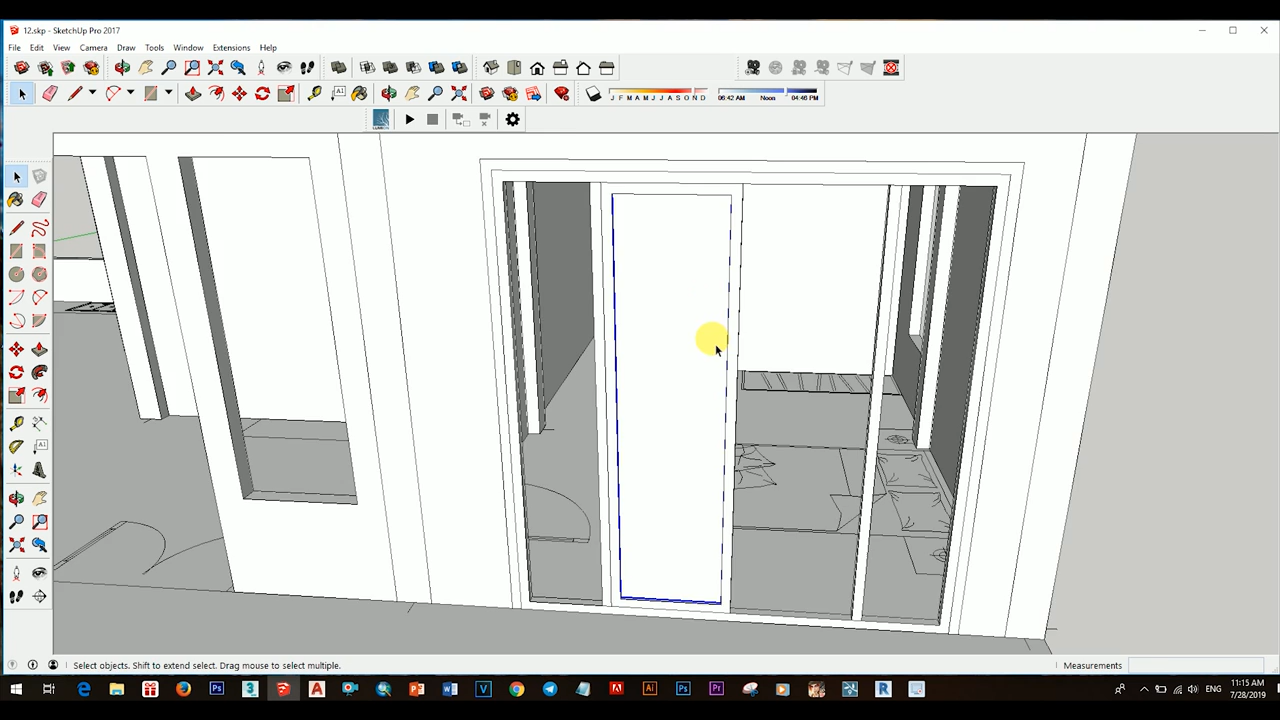 12.skp - SketchUp Pro 2017
File Edit View Camera Draw Tools Window Extensions Help
J F M A M J J A S O N D 06:42 AM Noon 04:46 PM
Select objects. Shift to extend select. Drag mouse to select multiple. Measurements
ENG 11:15 AM
7/28/2019